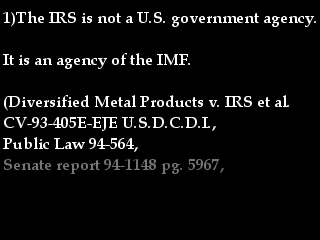 1)The IRS is not a U.S. government agency.
It is an agency of the IMF.
(Diversified Metal Products v. IRS et al.
CV-93-405E-EJE U.S.D.C.D.I.,
Public Law 94-564,
Senate report 94-1148 pg. 5967,